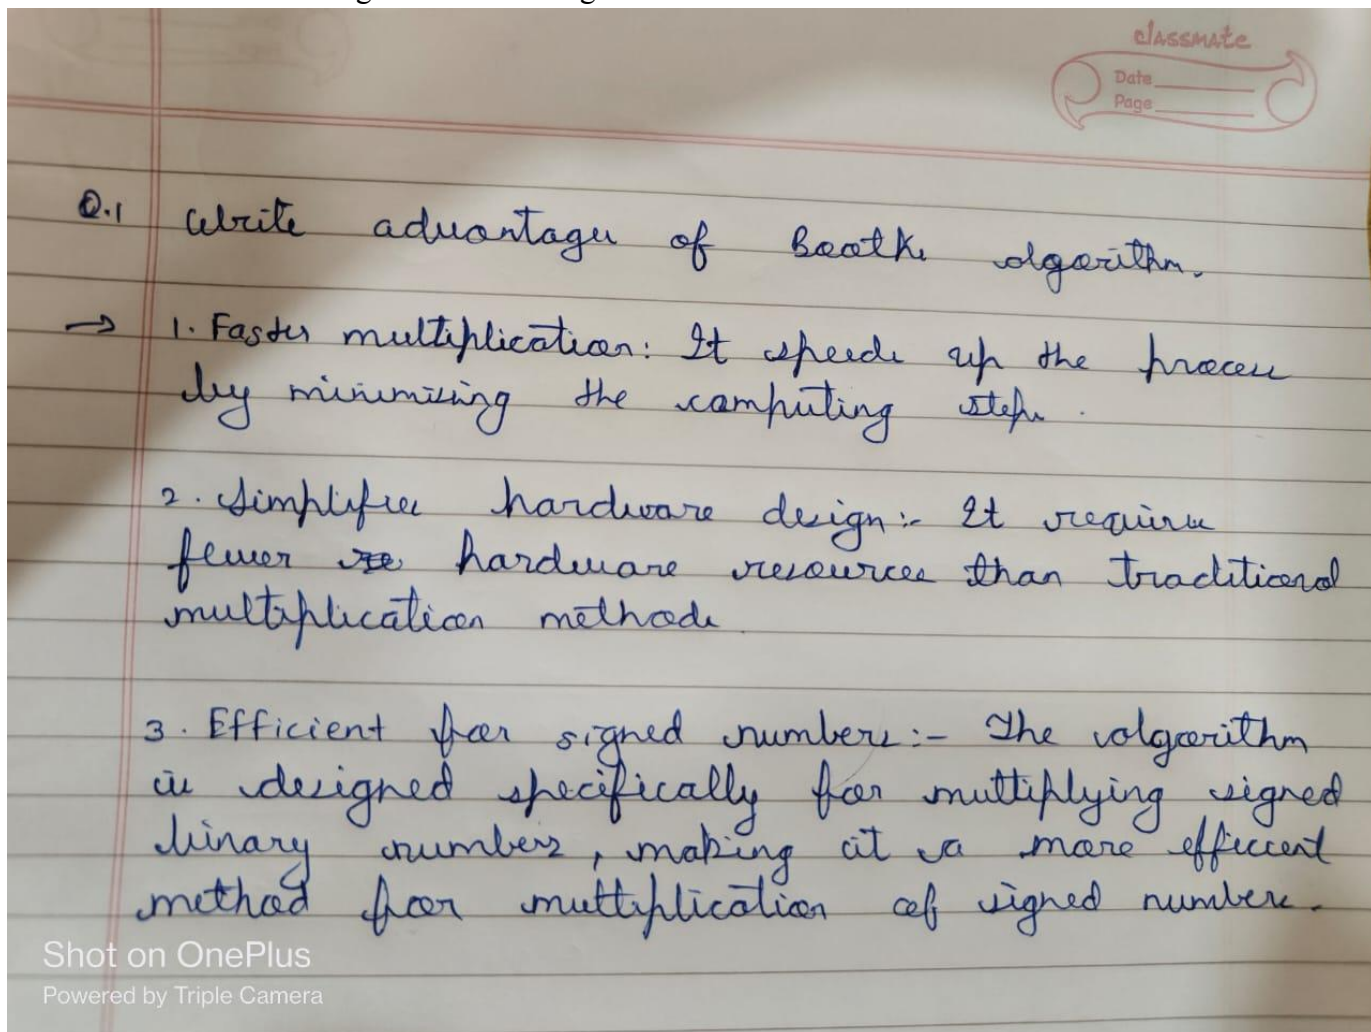 classmate
Date
Page
Q.1 Write advantages of Booth's algorithm.
→ 1. Faster multiplication: It speeds up the process
by minimizing the computing steps.
2. Simplifies hardware design:- It requires
fewer hardware resources than traditional
multiplication methods
3. Efficient for signed numbers:- The algorithm
is designed specifically for multiplying signed
binary numbers, making it a more efficient
method for multiplication of signed numbers.
Shot on OnePlus
Powered by Triple Camera